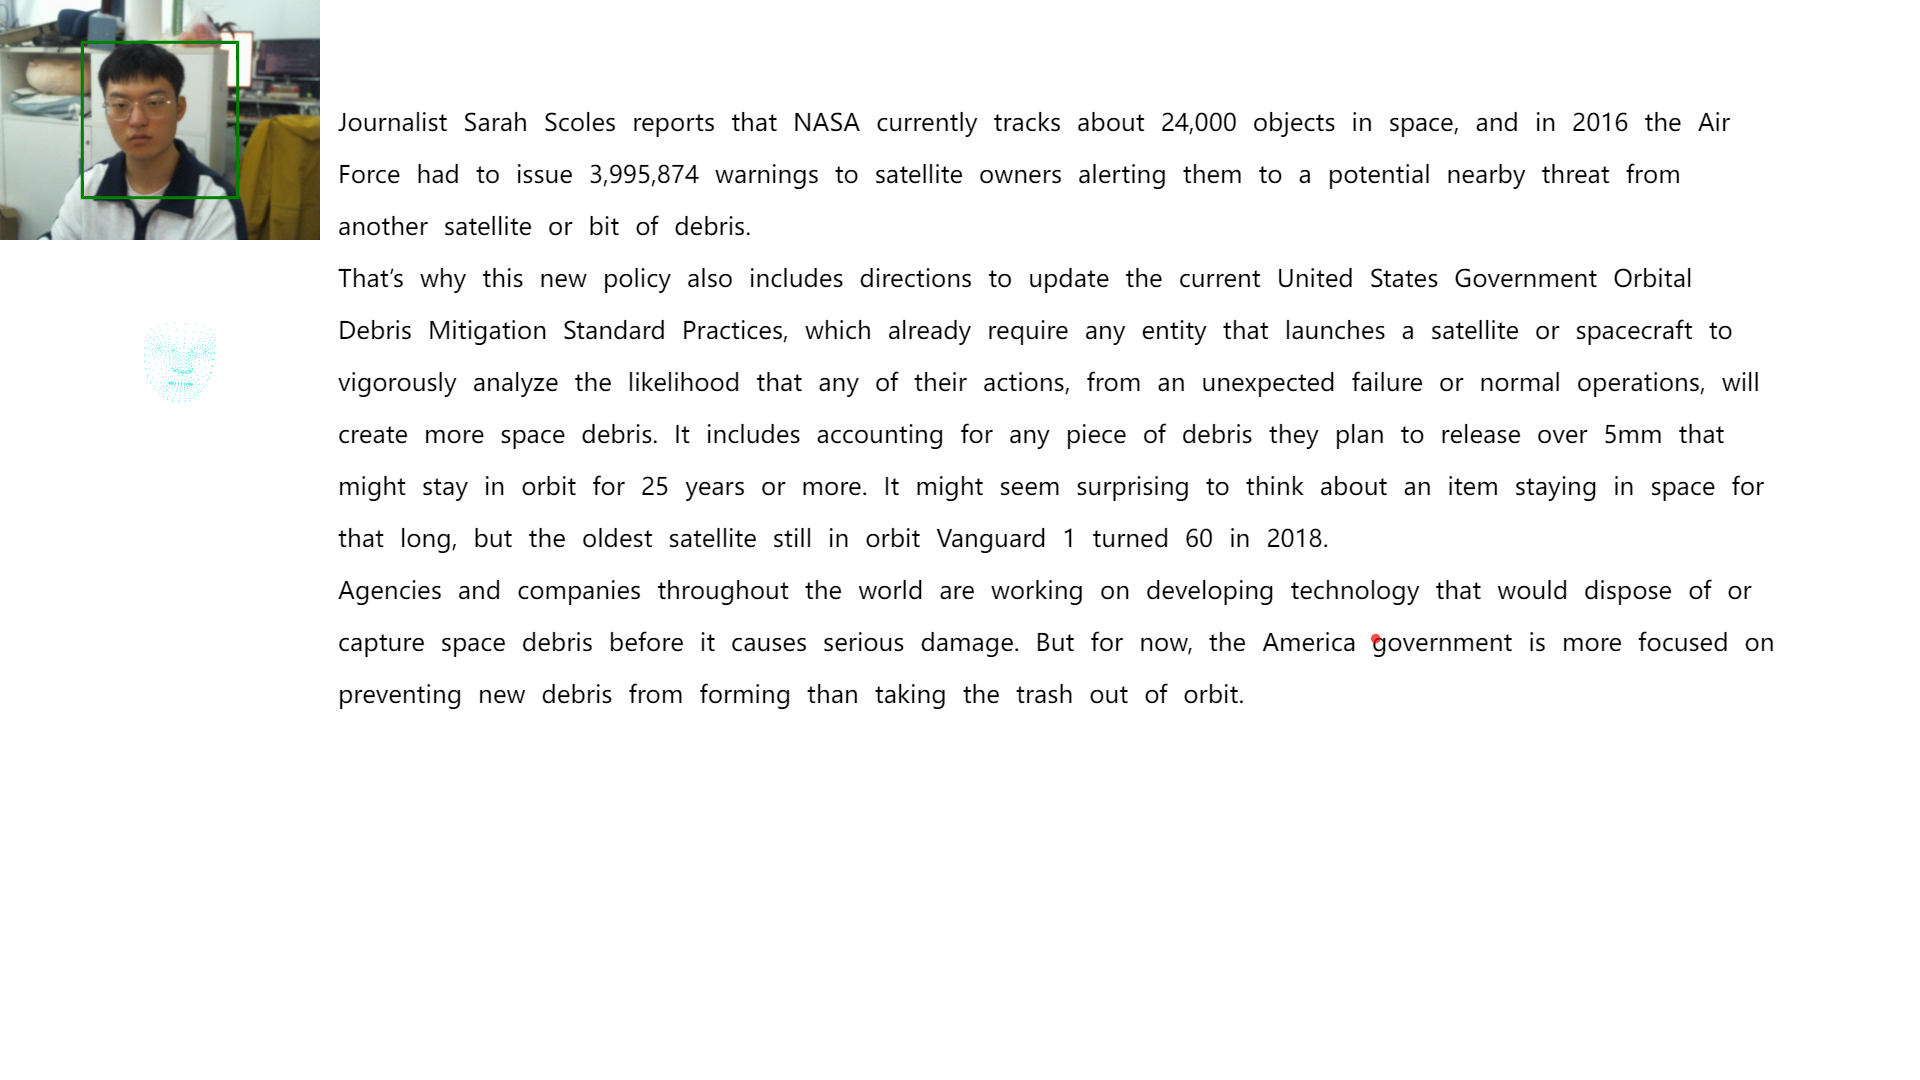 Journalist Sarah Scoles reports that NASA currently tracks about 24,000 objects in space, and in 2016 the Air
Force had to issue 3,995,874 warnings to satellite owners alerting them to a potential nearby threat from
another satellite or bit of debris.
That’s why this new policy also includes directions to update the current United States Government Orbital
Debris Mitigation Standard Practices, which already require any entity that launches a satellite or spacecraft to
vigorously analyze the likelihood that any of their actions, from an unexpected failure or normal operations, will
create more space debris. It includes accounting for any piece of debris they plan to release over 5mm that
might stay in orbit for 25 years or more. It might seem surprising to think about an item staying in space for
that long, but the oldest satellite still in orbit Vanguard 1 turned 60 in 2018.
Agencies and companies throughout the world are working on developing technology that would dispose of or
capture space debris before it causes serious damage. But for now, the America government is more focused on
preventing new debris from forming than taking the trash out of orbit.